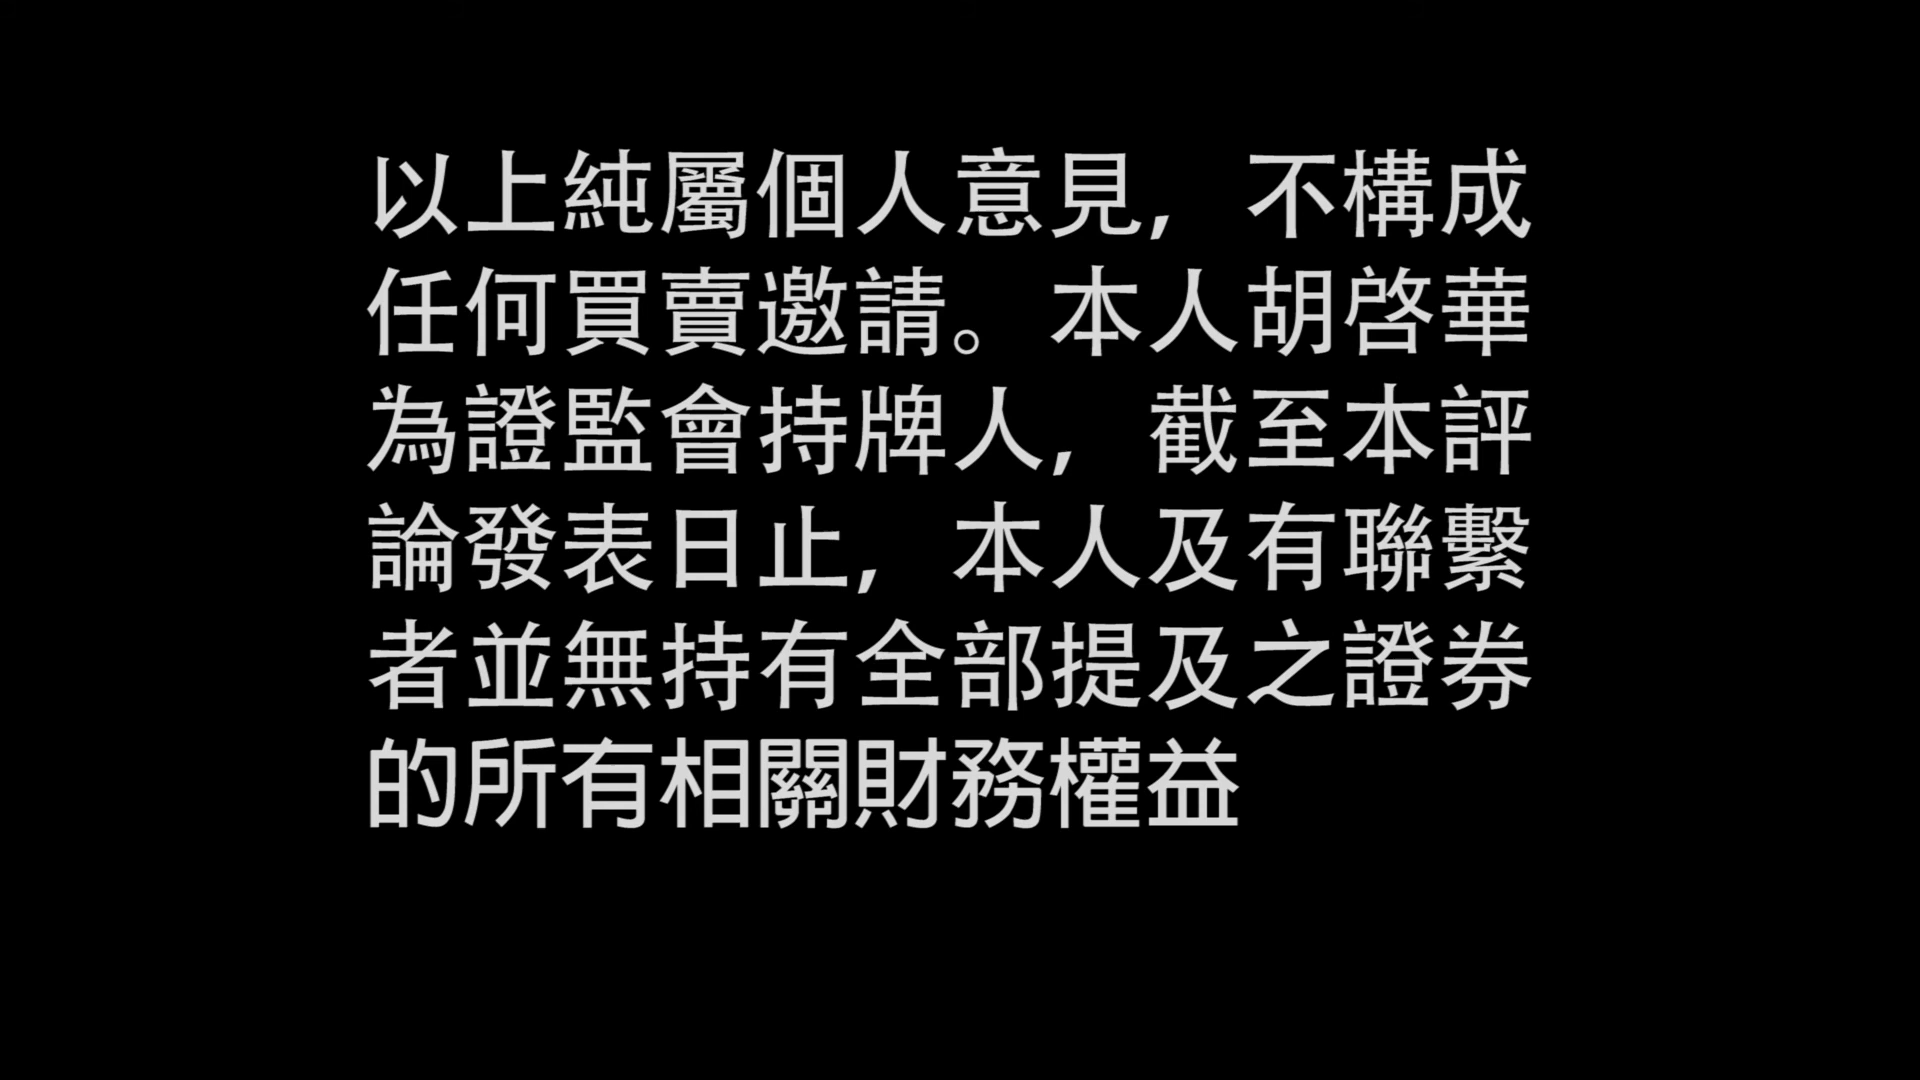 以上純屬個人意見，不構成
任何買賣邀請。本人胡啓華
為證監會持牌人，截至本評
論發表日止，本人及有聯繫
者並無持有全部提及之證券
的所有相關財務權益